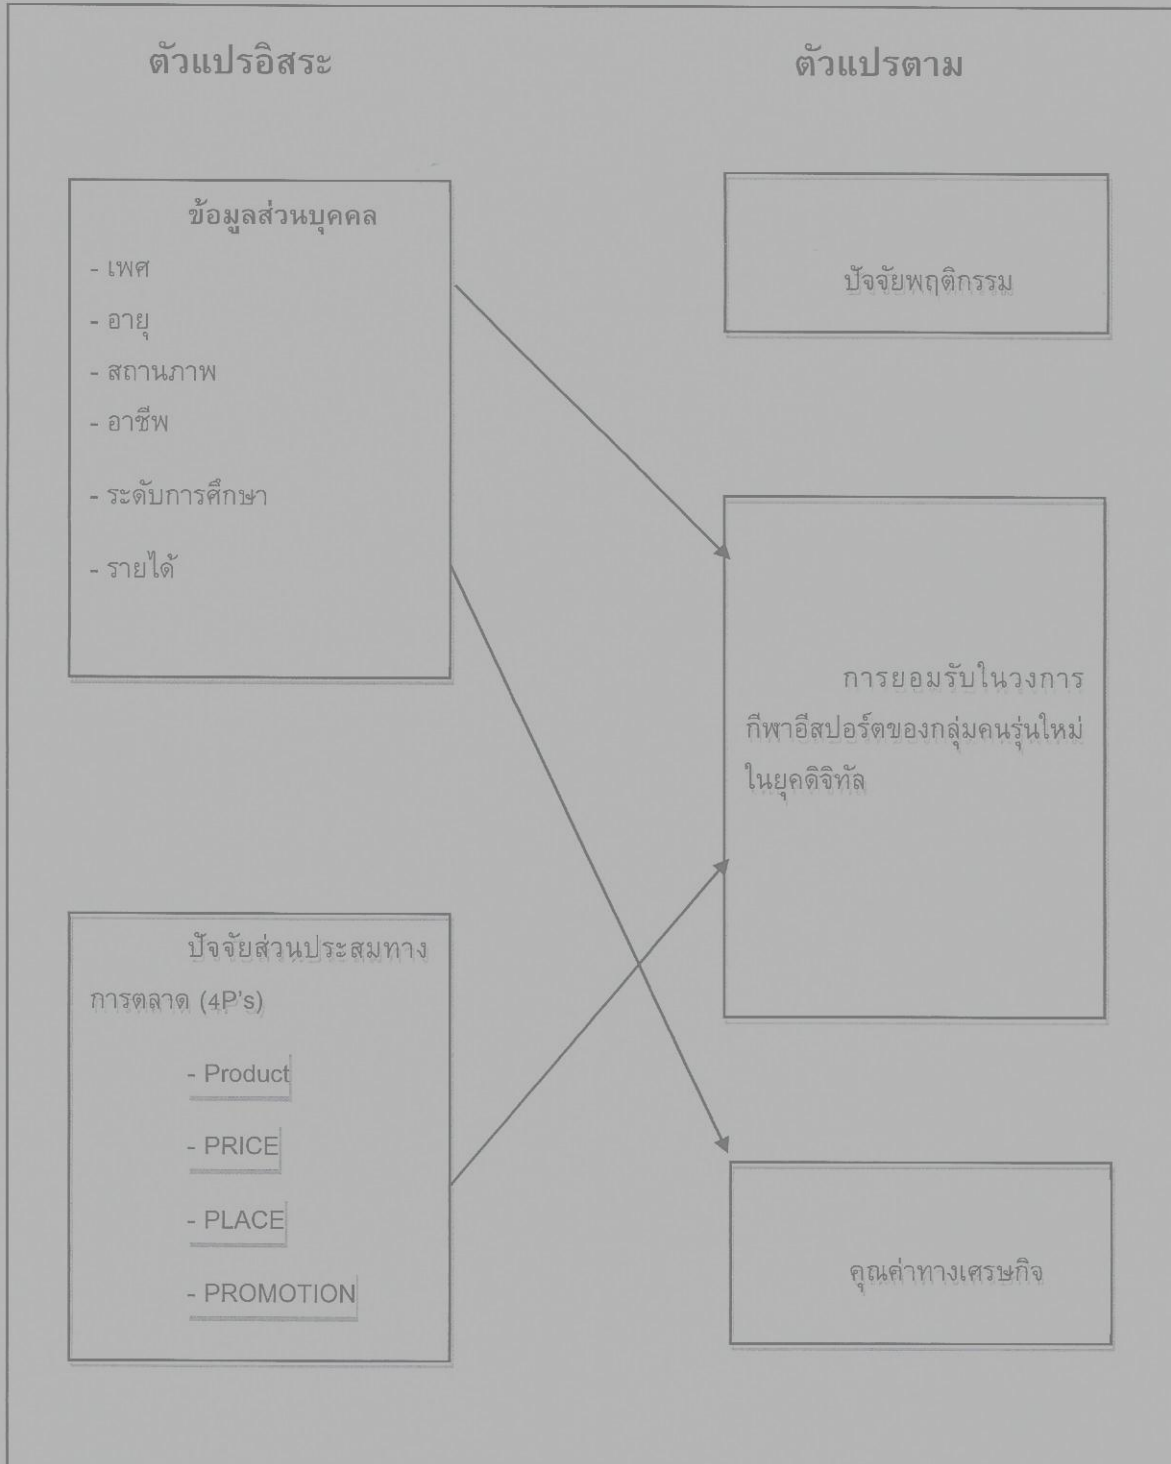 ตัวแปรอิสระ
ตัวแปรตาม
ข้อมูลส่วนบุคคล
- เพศ
- อายุ
- สถานภาพ
- อาชีพ
- ระดับการศึกษา
- รายได้
ปัจจัยส่วนประสมทาง
การตลาด (4P's)
- Product
- PRICE
- PLACE
- PROMOTION
ปัจจัยพฤติกรรม
การยอมรับในวงการ
กีฬาอีสปอร์ตของกลุ่มคนรุ่นใหม่
ในยุคดิจิทัล
คุณค่าทางเศรษกิจ